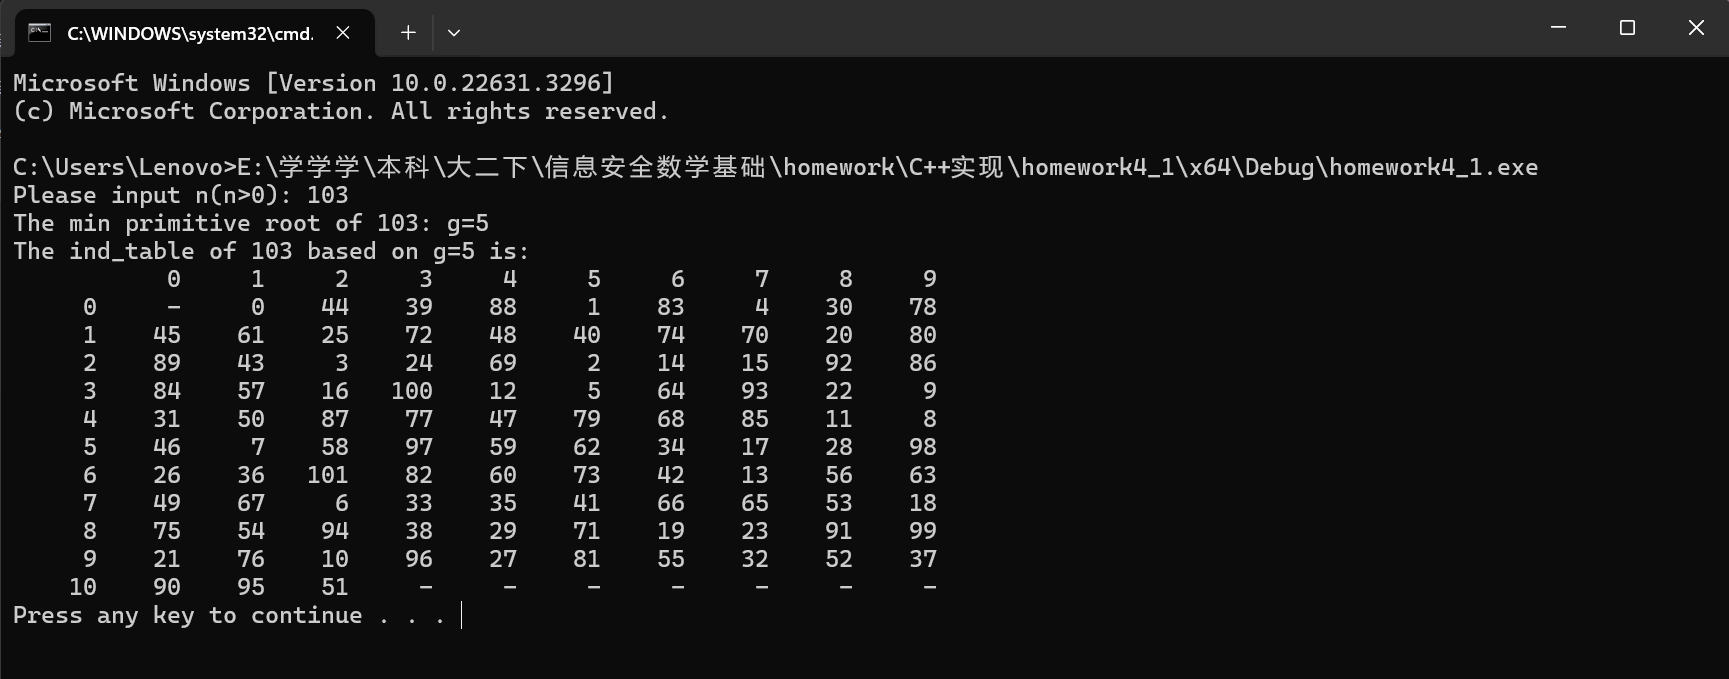 C:\WINDOWS\system32\cmd.
Microsoft Windows [Version 10.0.22631.3296]
(c) Microsoft Corporation. All rights reserved.
C:\Users\Lenovo>E:\学学学\本科\大二下\信息安全数学基础\homework\C++实现\homework4_1\x64\Debug\homework4_1.exe
Please input n(n>0): 103
The min primitive root of 103: g=5
The ind_table of 103 based on g=5 is:
0 1 2 3 4 5 6 7 8 9
0 - 0 44 39 88 1 83 4 30 78
1 45 61 25 72 48 40 74 70 20 80
2 89 43 3 24 69 2 14 15 92 86
3 84 57 16 100 12 5 64 93 22 9
4 31 50 87 77 47 79 68 85 11 8
5 46 7 58 97 59 62 34 17 28 98
6 26 36 101 82 60 73 42 13 56 63
7 49 67 6 33 35 41 66 65 53 18
8 75 54 94 38 29 71 19 23 91 99
9 21 76 10 96 27 81 55 32 52 37
10 90 95 51 - - - - - - -
Press any key to continue . . .